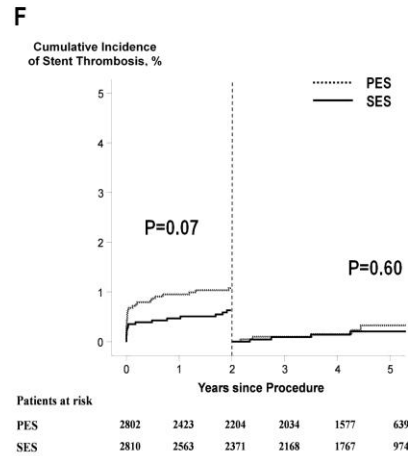 F
Cumulative Incidence
of Stent Thrombosis, %
PES
SES
5
4
3
2
1
0
P=0.07
P=0.60
0 1 2 3 4 5
Years since Procedure
Patients at risk
PES 2802 2423 2204 2034 1577 639
SES 2810 2563 2371 2168 1767 974